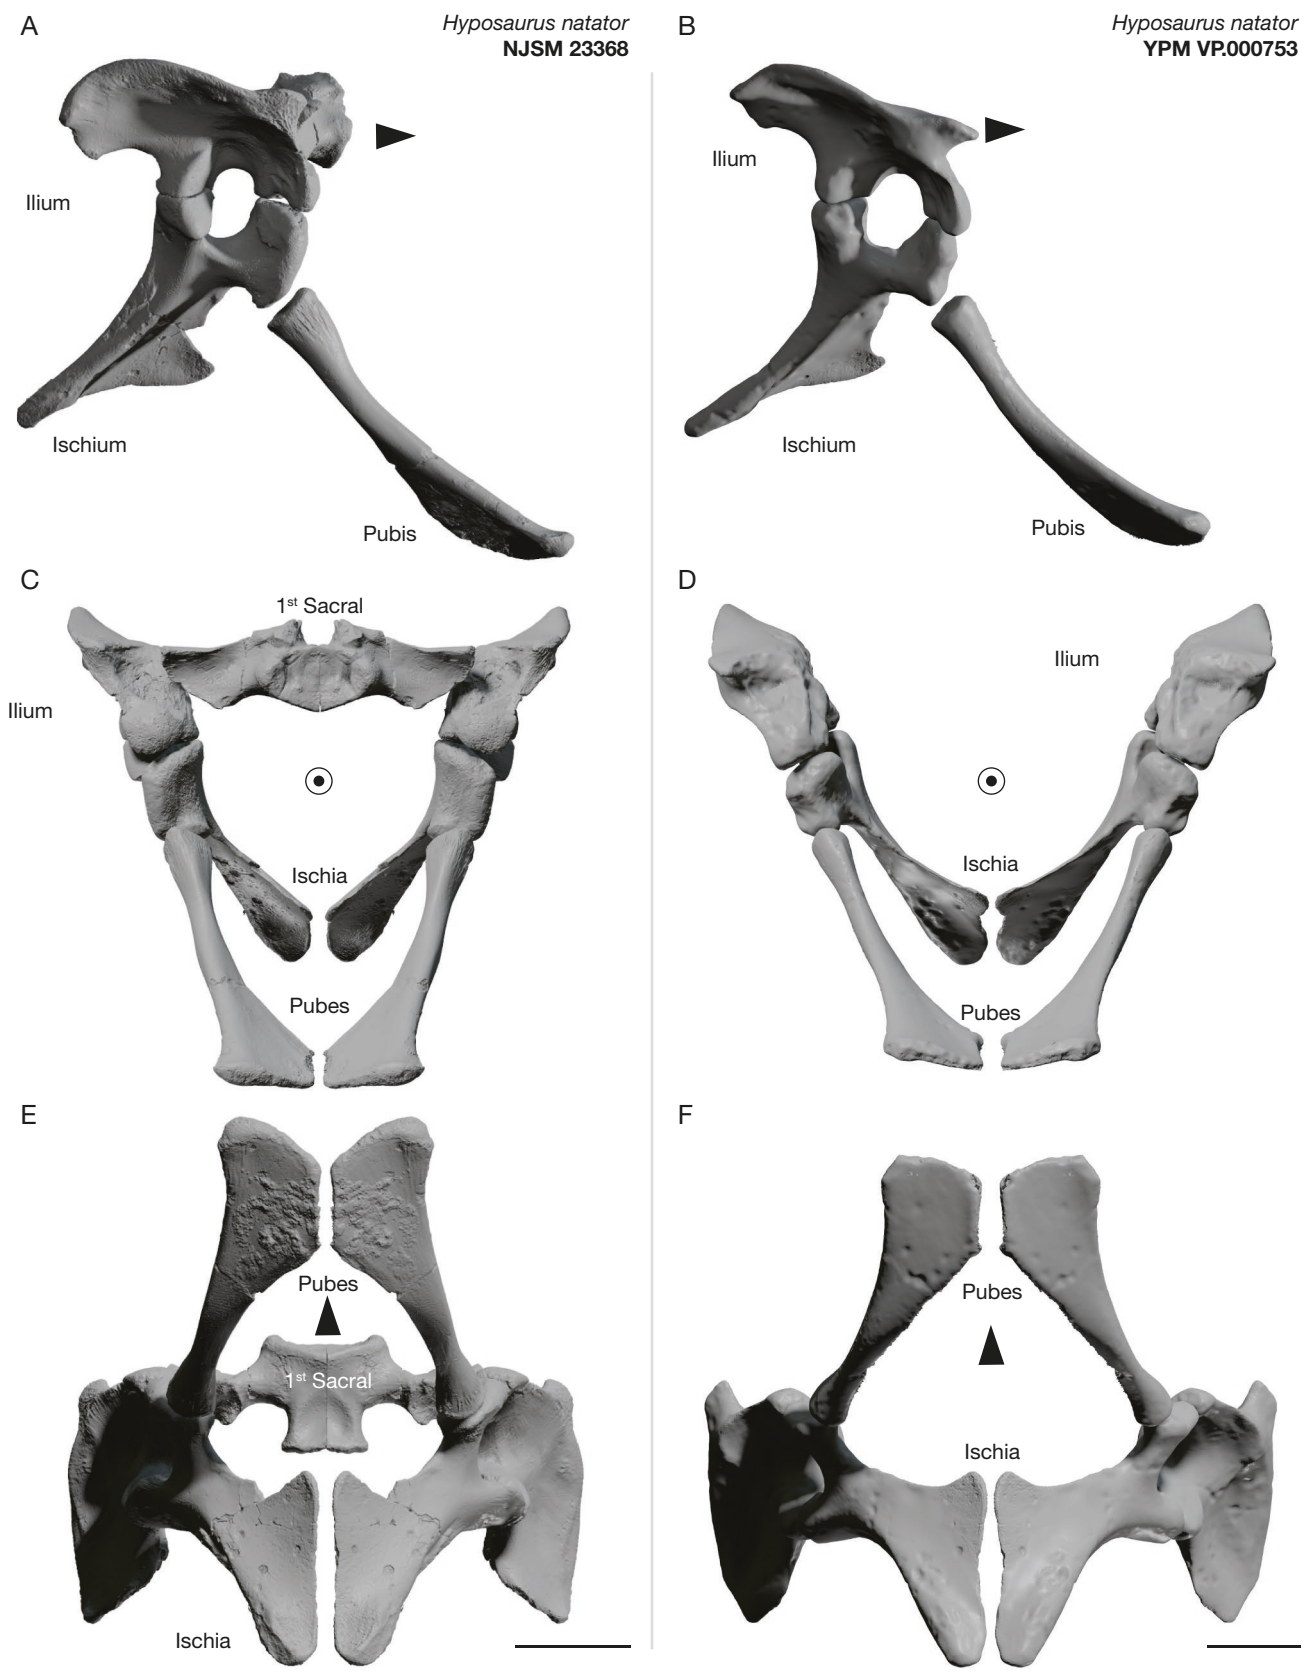 A
Hyposaurus natator
NJSM 23368
B
Hyposaurus natator
YPM VP.000753
Ilium
Ilium
Ischium
Ischium
Pubis
Pubis
C
D
1st Sacral
Ilium
Ilium
Ischia
Ischia
Pubes
Pubes
E
F
Pubes
Pubes
1st Sacral
Ischia
Ischia